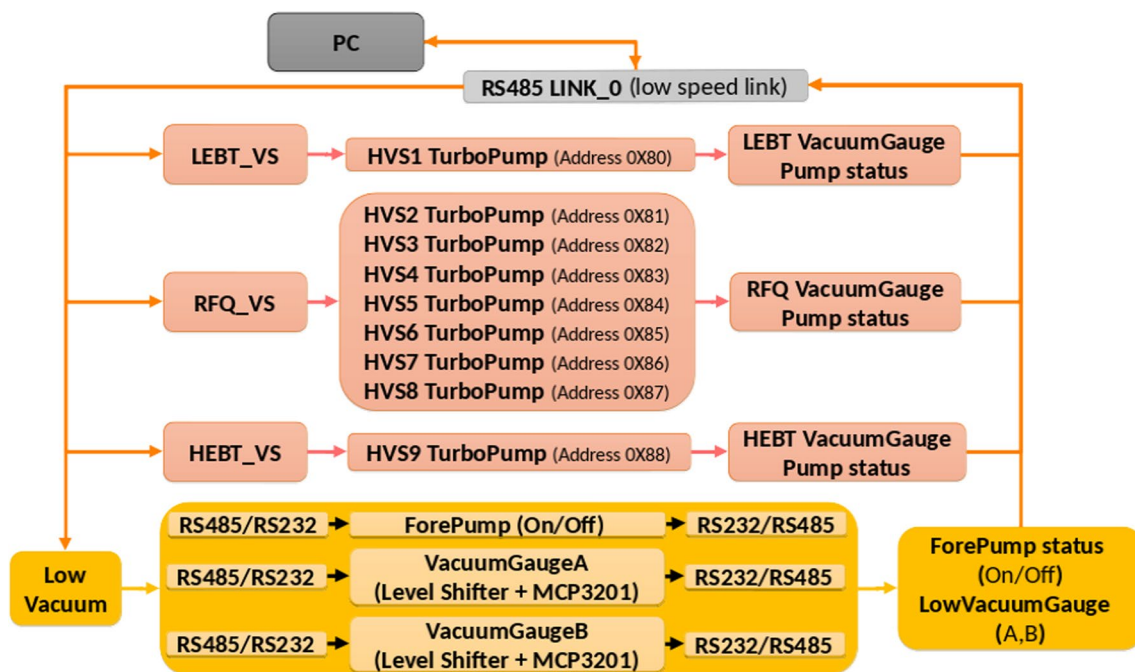 PC
RS485 LINK_0 (low speed link)
LEBT_VS
HVS1 TurboPump (Address 0X80)
LEBT VacuumGauge
Pump status
RFQ_VS
HVS2 TurboPump (Address 0X81)
HVS3 TurboPump (Address 0X82)
HVS4 TurboPump (Address 0X83)
HVS5 TurboPump (Address 0X84)
HVS6 TurboPump (Address 0X85)
HVS7 TurboPump (Address 0X86)
HVS8 TurboPump (Address 0X87)
RFQ VacuumGauge
Pump status
HEBT_VS
HVS9 TurboPump (Address 0X88)
HEBT VacuumGauge
Pump status
Low
Vacuum
RS485/RS232
ForePump (On/Off)
RS232/RS485
RS485/RS232
VacuumGaugeA
(Level Shifter + MCP3201)
RS232/RS485
RS485/RS232
VacuumGaugeB
(Level Shifter + MCP3201)
RS232/RS485
ForePump status
(On/Off)
LowVacuumGauge
(A,B)